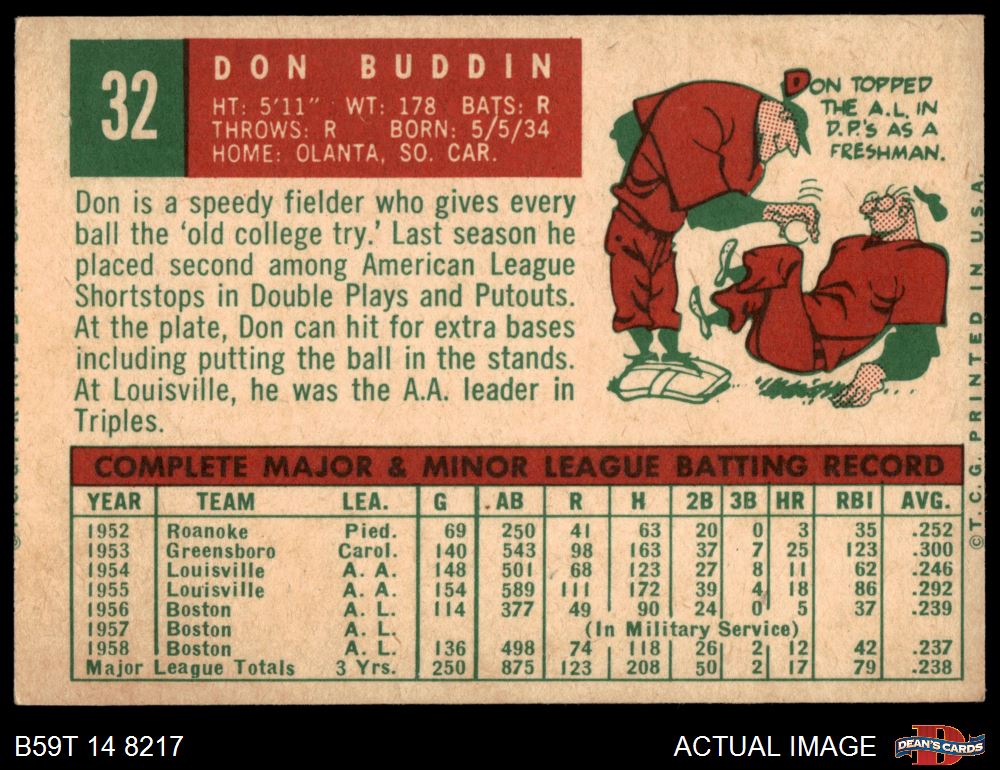 32
DON BUDDIN
HT: 5'11" WT: 178 BATS: R
THROWS: R BORN: 5/5/34
HOME: OLANTA, SO. CAR.
DON TOPPED
THE A.L. IN
D.P.'S AS A
FRESHMAN.
Don is a speedy fielder who gives every
ball the 'old college try.' Last season he
placed second among American League
Shortstops in Double Plays and Putouts.
At the plate, Don can hit for extra bases
including putting the ball in the stands.
At Louisville, he was the A.A. leader in
Triples.
COMPLETE MAJOR & MINOR LEAGUE BATTING RECORD
YEAR TEAM LEA. G AB R H 2B 3B HR RBI AVG.
1952 Roanoke Pied. 69 250 41 63 20 0 3 35 .252
1953 Greensboro Carol. 140 543 98 163 37 7 25 123 .300
1954 Louisville A. A. 148 501 68 123 27 8 11 62 .246
1955 Louisville A. A. 154 589 111 172 39 4 18 86 .292
1956 Boston A. L. 114 377 49 90 24 0 5 37 .239
1957 Boston A. L. (In Military Service)
1958 Boston A. L. 136 498 74 118 26 2 12 42 .237
Major League Totals 3 Yrs. 250 875 123 208 50 2 17 79 .238
© T. C. G. PRINTED IN U.S.A.
B59T 14 8217
ACTUAL IMAGE
DEAN'S CARDS